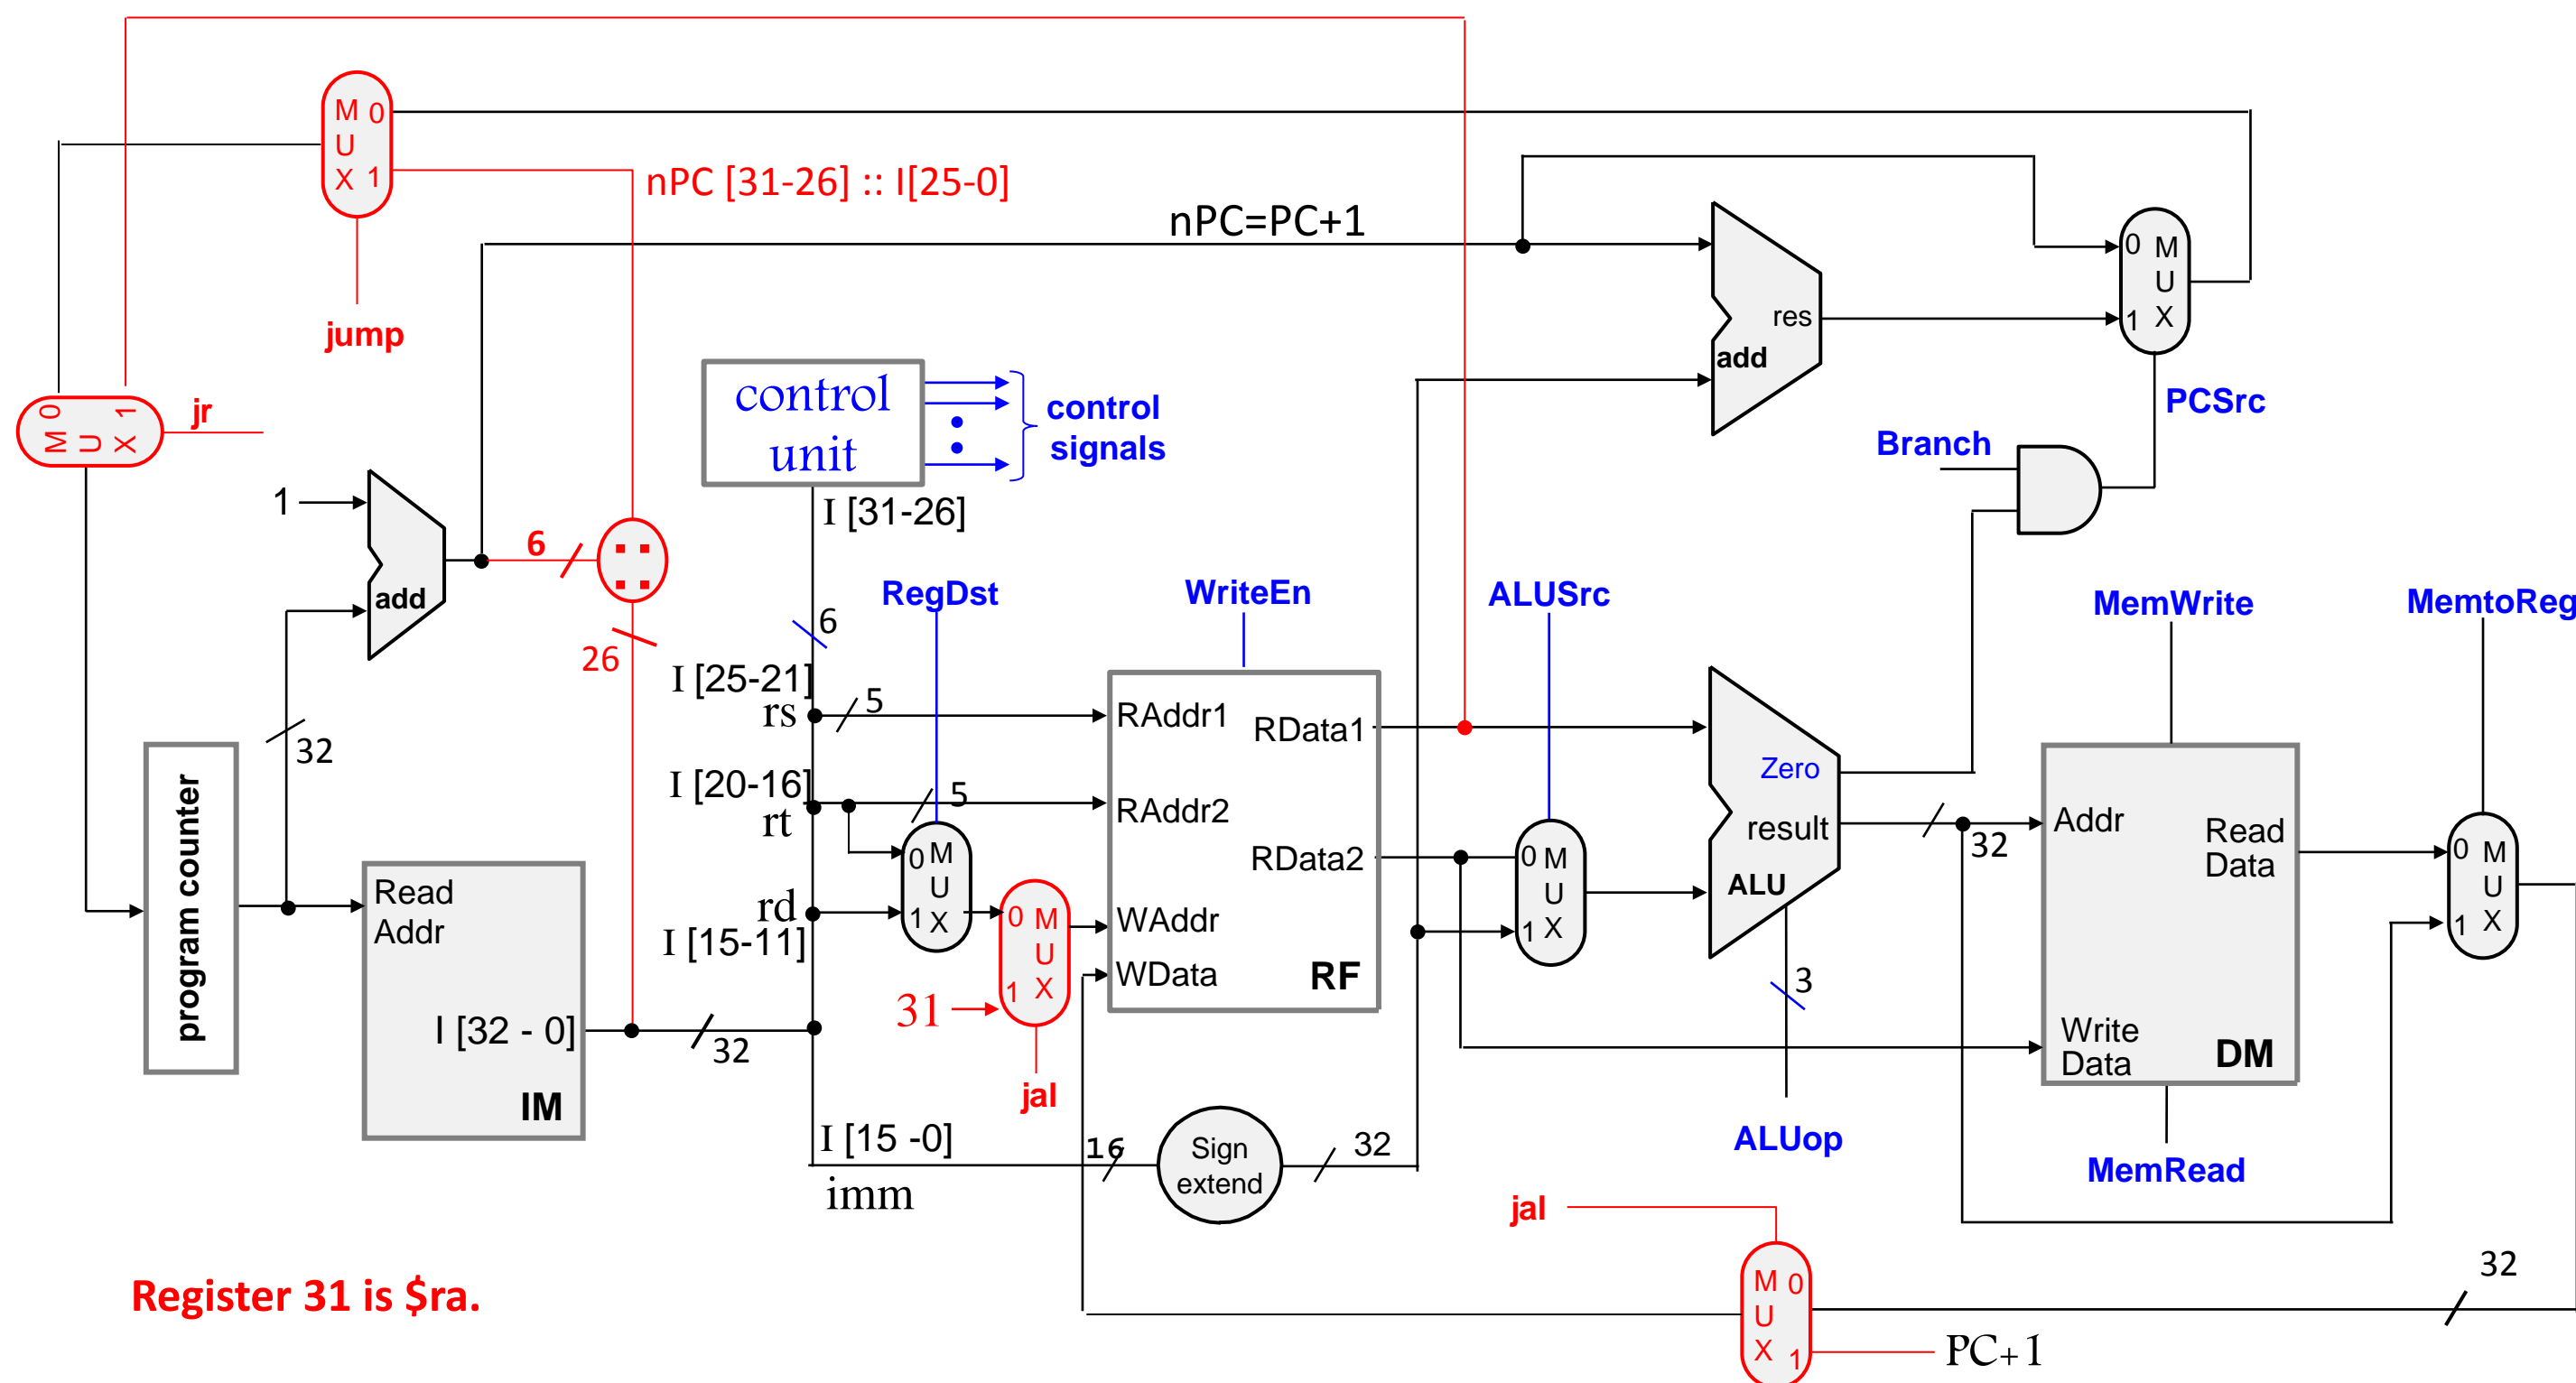 M 0
U
X 1
nPC [31-26] :: I[25-0]
jump
nPC=PC+1
0 M
U
1 X
res
add
PCSrc
Branch
control
unit
control
signals
M 0
U
X 1
jr
1
add
6
26
I [31-26]
6
RegDst
WriteEn
ALUSrc
MemWrite
MemtoReg
32
I [25-21]
rs
5
I [20-16]
rt
5
rd
I [15-11]
0 M
U
1 X
0 M
U
1 X
31
jal
RAddr1
RData1
RAddr2
RData2
WAddr
WData
RF
0 M
U
1 X
Zero
result
ALU
3
ALUop
32
Addr
Read
Data
Write
Data
DM
MemRead
0 M
U
1 X
program counter
Read
Addr
I [32 - 0]
IM
32
I [15 -0]
imm
16
Sign
extend
32
jal
M 0
U
X 1
PC+1
32
Register 31 is $ra.